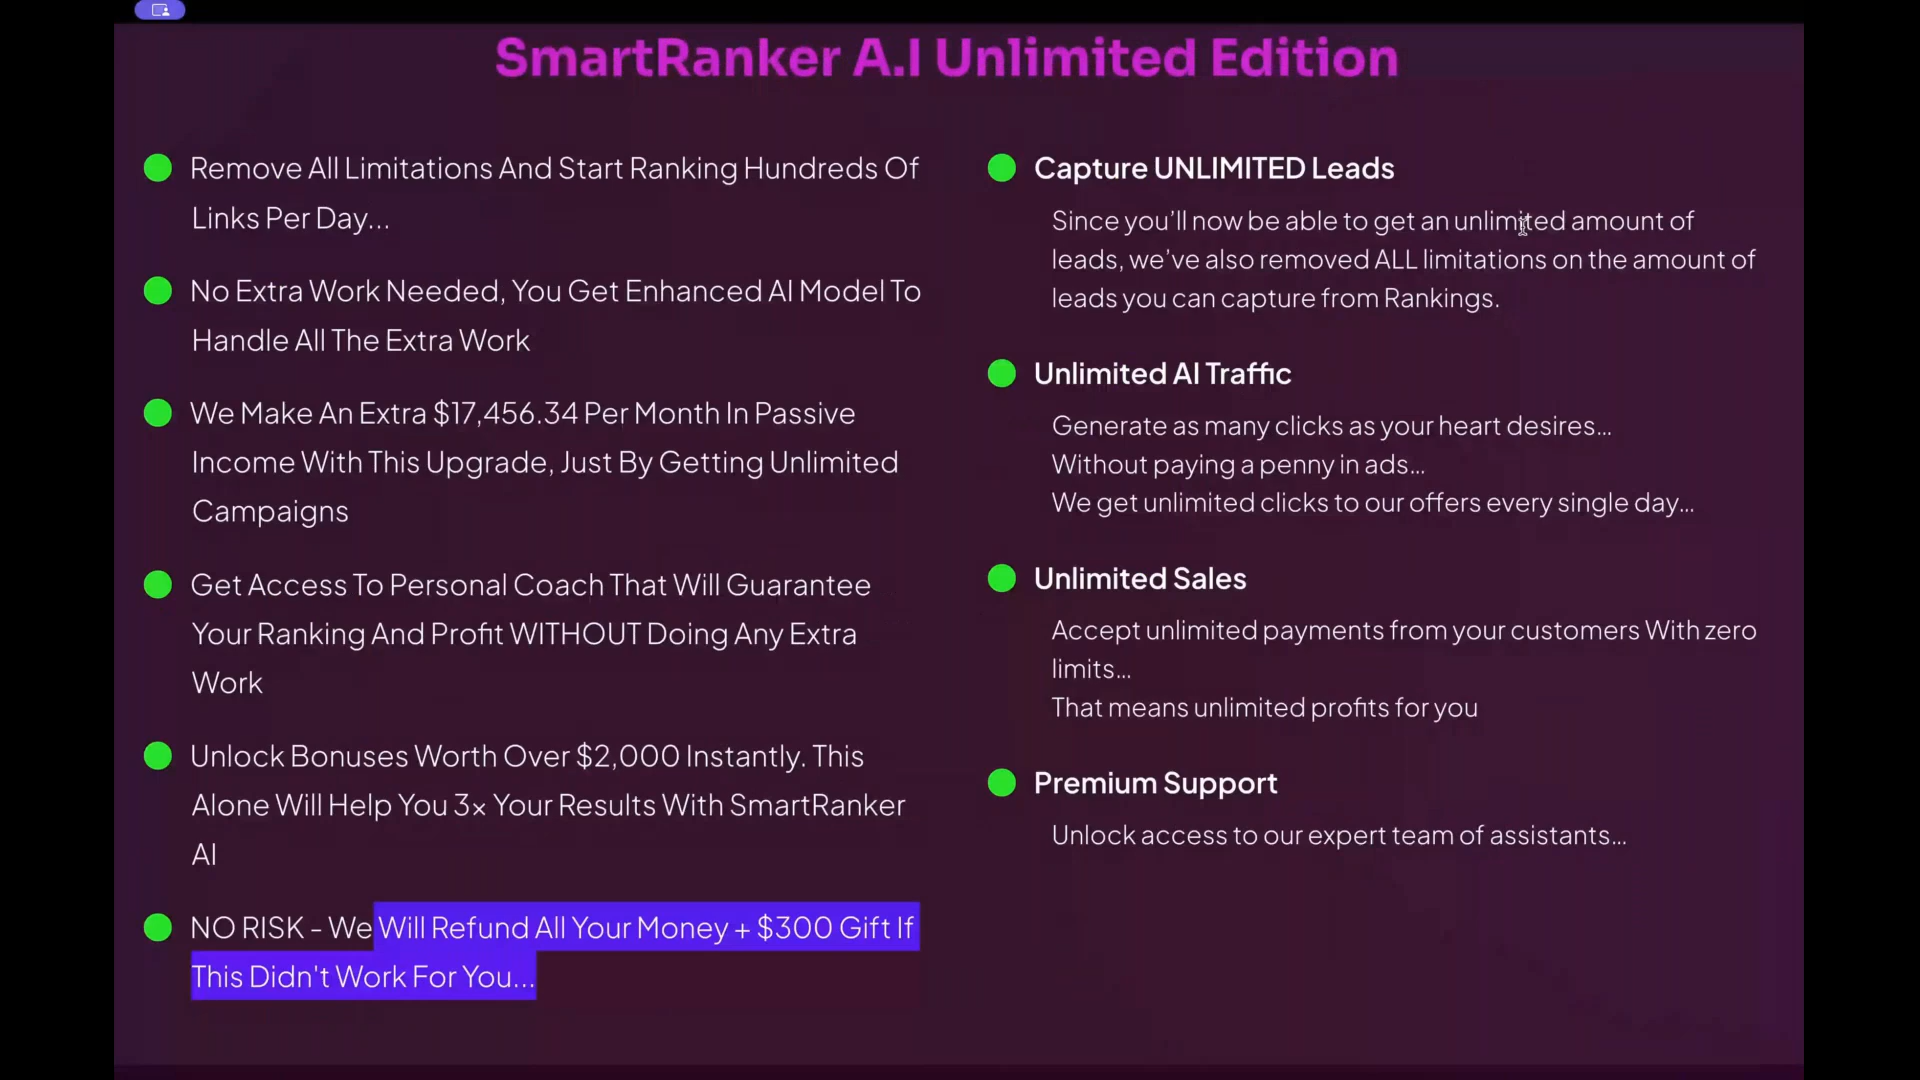 SmartRanker A.I Unlimited Edition
Remove All Limitations And Start Ranking Hundreds Of
Links Per Day...
No Extra Work Needed, You Get Enhanced AI Model To
Handle All The Extra Work
We Make An Extra $17,456.34 Per Month In Passive
Income With This Upgrade, Just By Getting Unlimited
Campaigns
Get Access To Personal Coach That Will Guarantee
Your Ranking And Profit WITHOUT Doing Any Extra
Work
Unlock Bonuses Worth Over $2,000 Instantly. This
Alone Will Help You 3x Your Results With SmartRanker
AI
NO RISK - We Will Refund All Your Money + $300 Gift If
This Didn't Work For You...
Capture UNLIMITED Leads
Since you’ll now be able to get an unlimited amount of
leads, we’ve also removed ALL limitations on the amount of
leads you can capture from Rankings.
Unlimited AI Traffic
Generate as many clicks as your heart desires...
Without paying a penny in ads...
We get unlimited clicks to our offers every single day...
Unlimited Sales
Accept unlimited payments from your customers With zero
limits...
That means unlimited profits for you
Premium Support
Unlock access to our expert team of assistants...